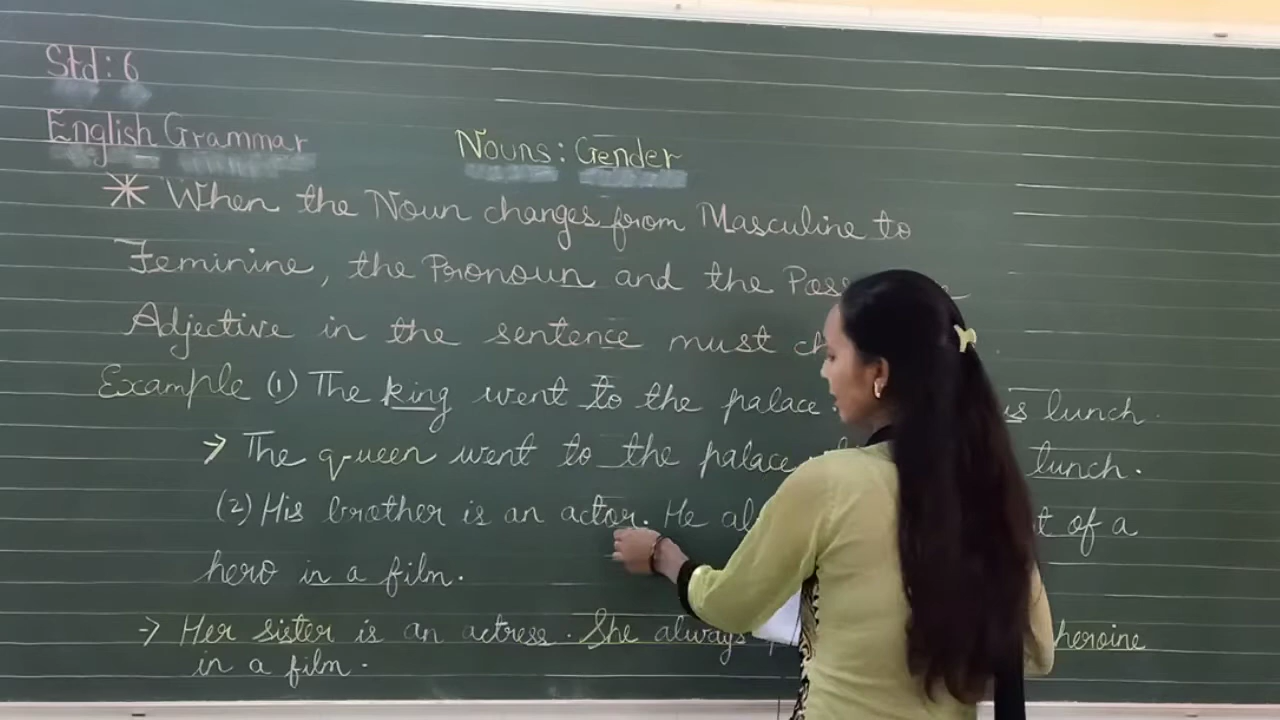 Std: 6
English Grammar
Nouns: Gender
* When the Noun changes from Masculine to
Feminine, the Pronoun and the
Adjective in the sentence must
Example (1) The king went to the palace lunch.
→ The queen went to the palace lunch.
(2) His brother is an actor. He of a
hero in a film.
→ Her sister is an actress. She always heroine
in a film.